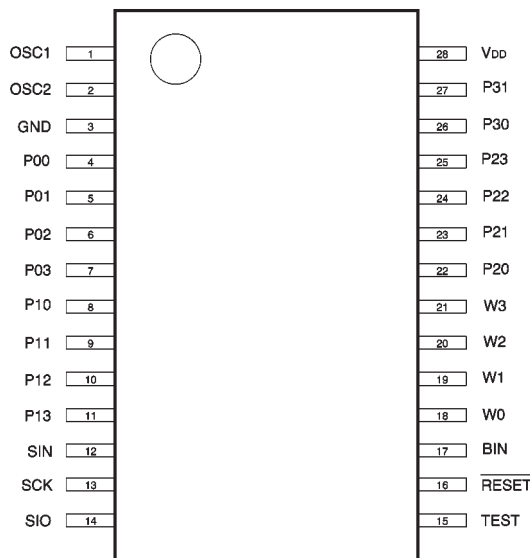 OSC1 1 28 VDD
OSC2 2 27 P31
GND 3 26 P30
P00 4 25 P23
P01 5 24 P22
P02 6 23 P21
P03 7 22 P20
P10 8 21 W3
P11 9 20 W2
P12 10 19 W1
P13 11 18 W0
SIN 12 17 BIN
SCK 13 16 RESET
SIO 14 15 TEST